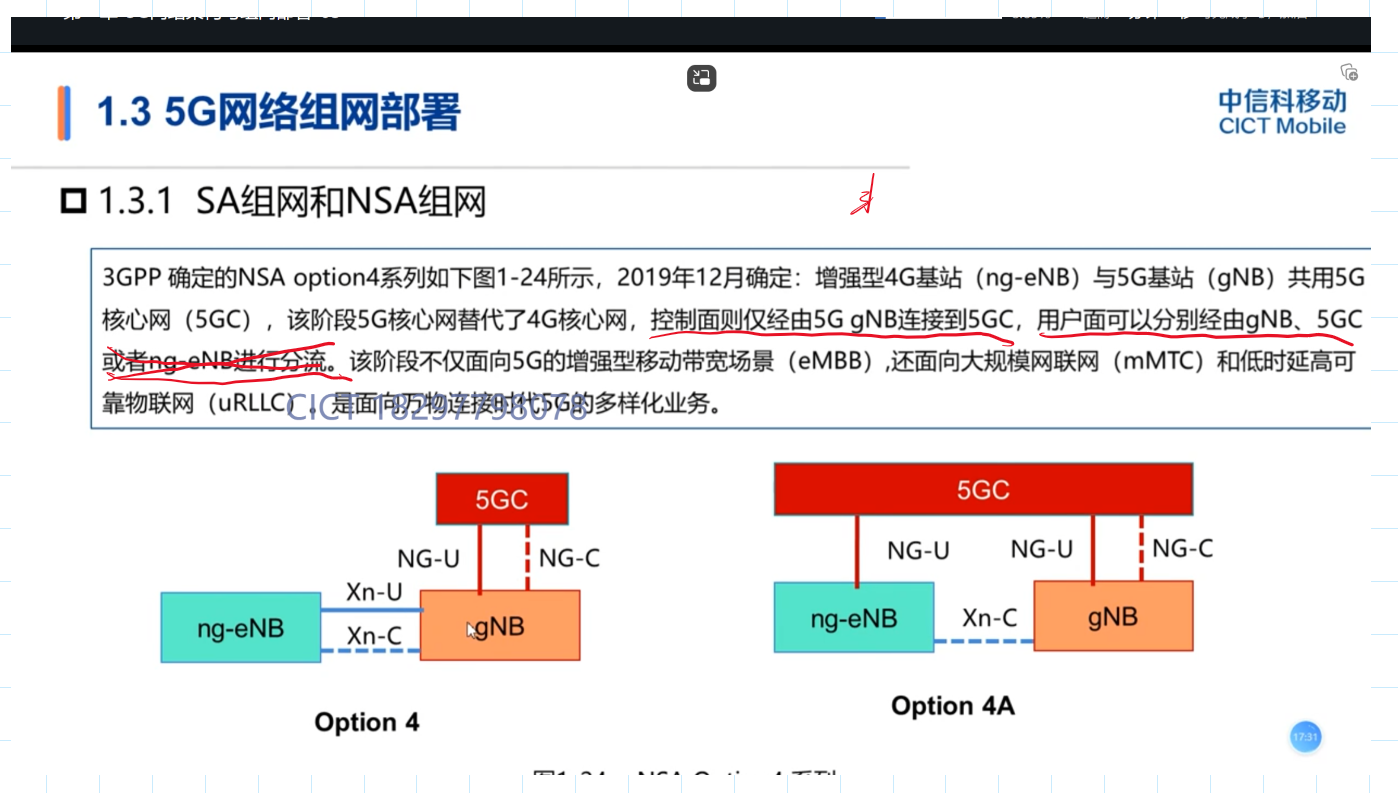 1.3 5G网络组网部署
中信科移动
CICT Mobile
1.3.1 SA组网和NSA组网
3GPP 确定的NSA option4系列如下图1-24所示，2019年12月确定：增强型4G基站（ng-eNB）与5G基站（gNB）共用5G
核心网（5GC），该阶段5G核心网替代了4G核心网，控制面则仅经由5G gNB连接到5GC，用户面可以分别经由gNB、5GC
或者ng-eNB进行分流。该阶段不仅面向5G的增强型移动带宽场景（eMBB）,还面向大规模网联网（mMTC）和低时延高可
靠物联网（uRLLC）。是面向万物连接时代5G的多样化业务。
CICT 18297798078
5GC
NG-U
NG-C
Xn-U
ng-eNB
Xn-C
gNB
Option 4
5GC
NG-U
NG-U
NG-C
ng-eNB
Xn-C
gNB
Option 4A
17:31